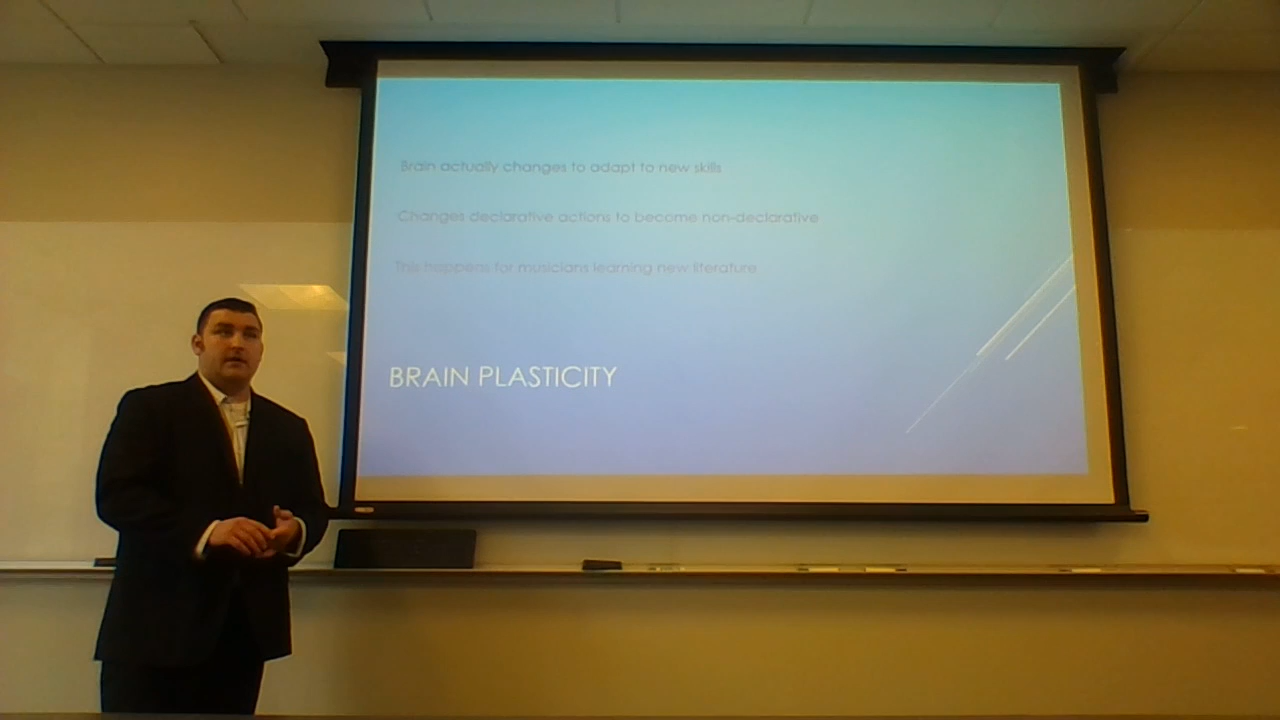 Brain actually changes to adapt to new skills
Changes declarative actions to become non-declarative
This happens for musicians learning new literature
BRAIN PLASTICITY